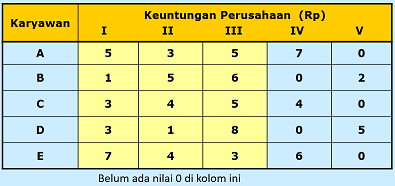 Karyawan Keuntungan Perusahaan (Rp)
I II III IV V
A 5 3 5 7 0
B 1 5 6 0 2
C 3 4 5 4 0
D 3 1 8 0 5
E 7 4 3 6 0
Belum ada nilai 0 di kolom ini